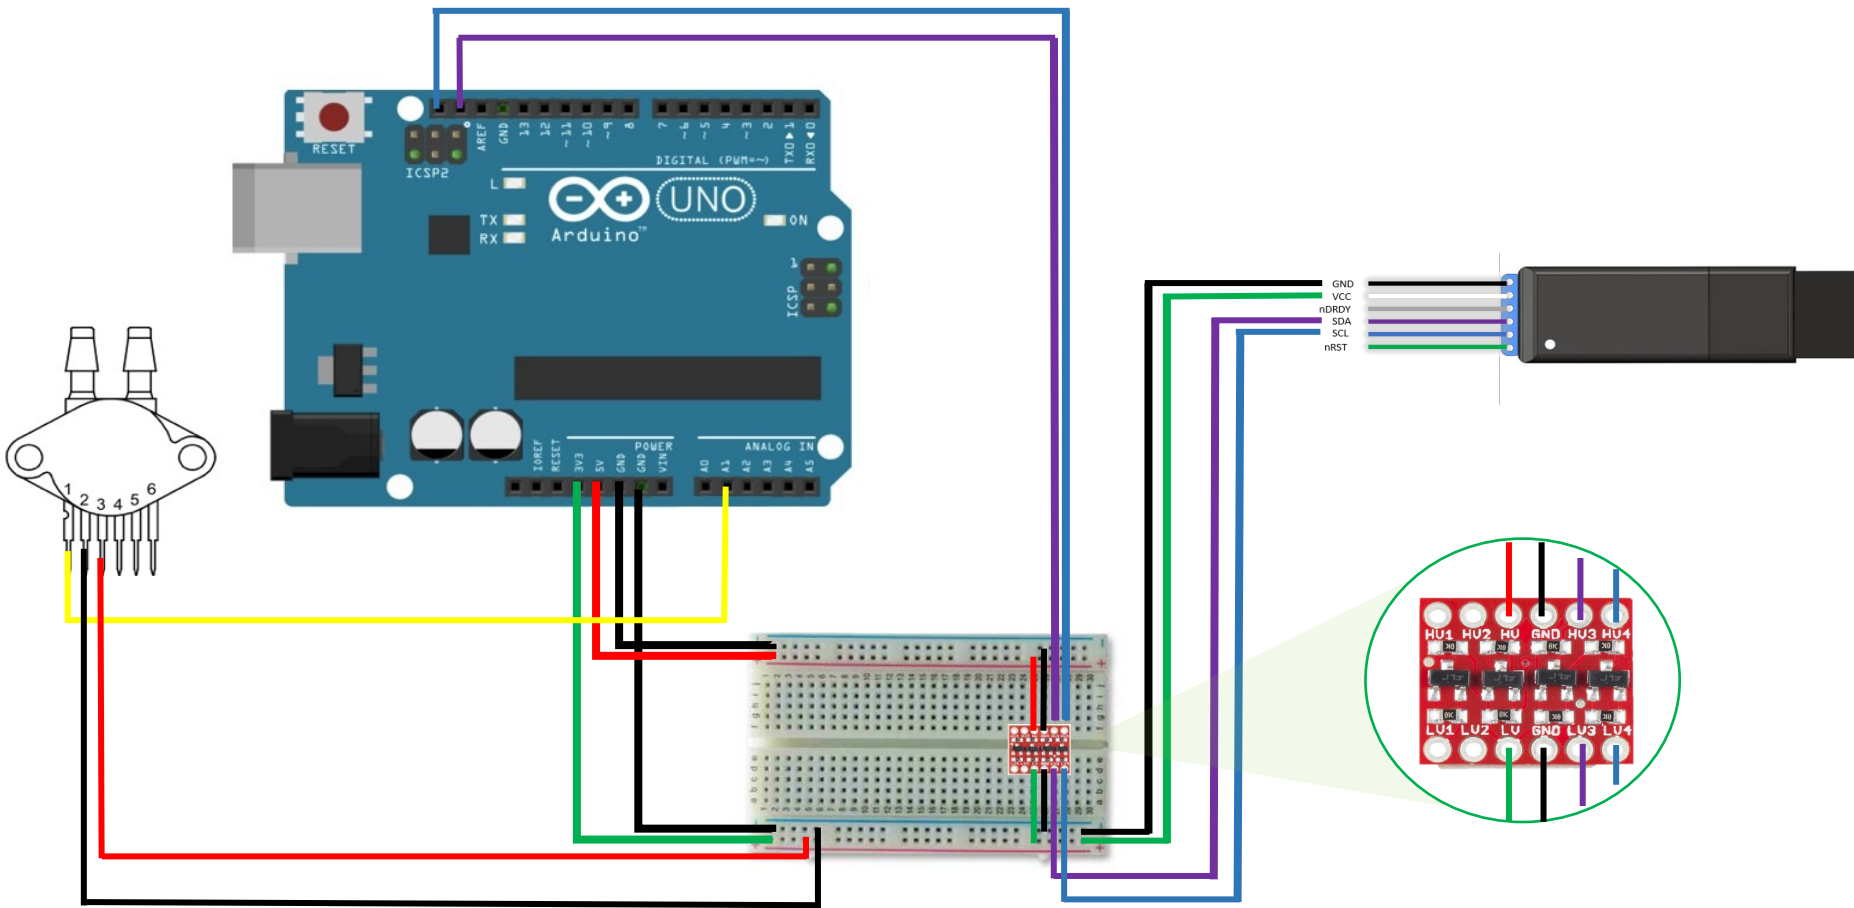 RESET
ICSP2
AREF
GND
13
12
~11
~10
~9
8
7
~6
~5
4
~3
2
TX0 ▶ 1
RX0 ◀ 0
DIGITAL (PWM=~)
L
TX
RX
UNO
Arduino™
ON
1
ICSP
IOREF
RESET
3V3
5V
GND
GND
VIN
POWER
ANALOG IN
A0
A1
A2
A3
A4
A5
1 2 3 4 5 6
GND
VCC
nDRDY
SDA
SCL
nRST
HV1 HV2 HV GND HV3 HV4
LV1 LV2 LV GND LV3 LV4